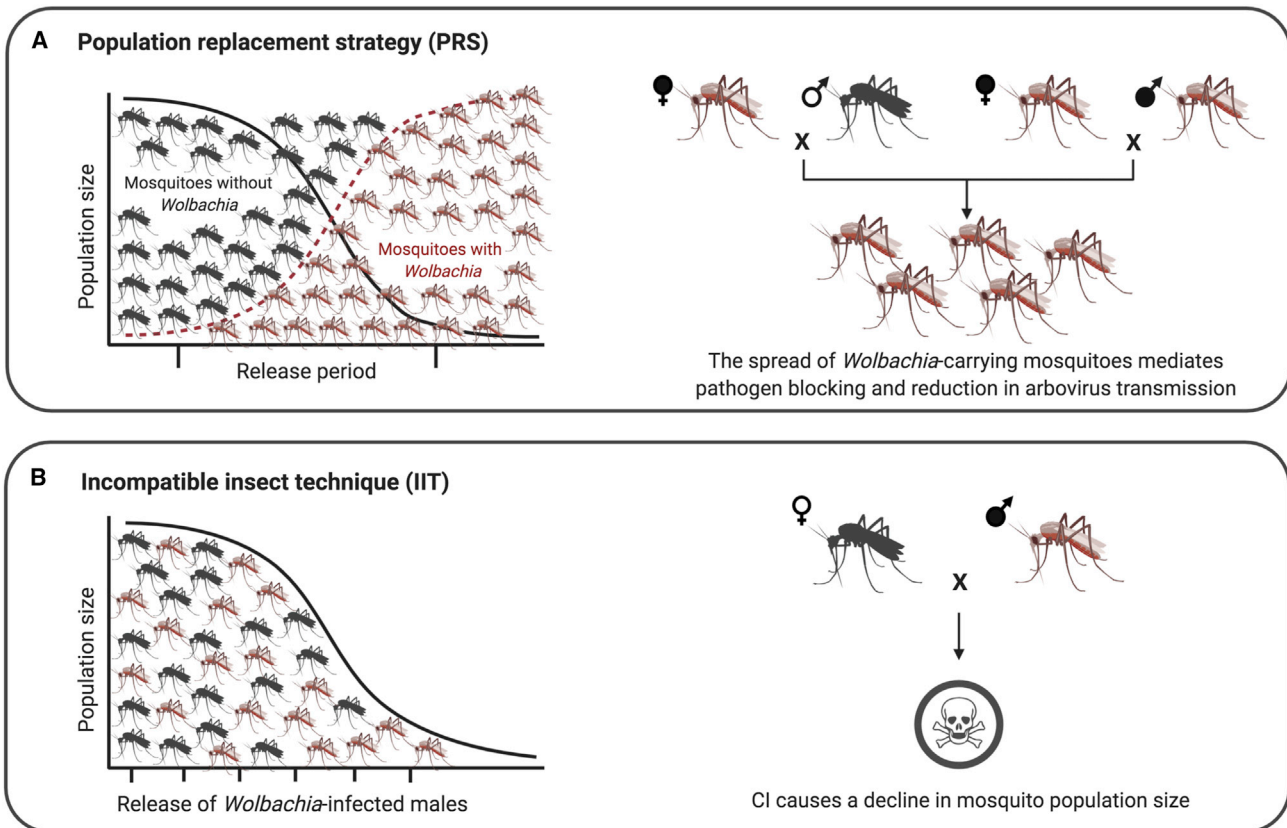 A Population replacement strategy (PRS)
Population size
Mosquitoes without
Wolbachia
Mosquitoes with
Wolbachia
Release period
X
X
The spread of Wolbachia-carrying mosquitoes mediates
pathogen blocking and reduction in arbovirus transmission
B Incompatible insect technique (IIT)
Population size
Release of Wolbachia-infected males
X
CI causes a decline in mosquito population size